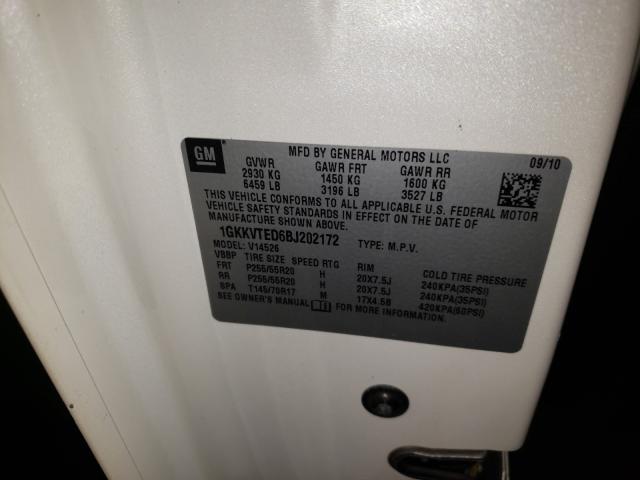 GM
MFD BY GENERAL MOTORS LLC 09/10
GVWR GAWR FRT GAWR RR
2930 KG 1450 KG 1600 KG
6459 LB 3196 LB 3527 LB
THIS VEHICLE CONFORMS TO ALL APPLICABLE U.S. FEDERAL MOTOR
VEHICLE SAFETY STANDARDS IN EFFECT ON THE DATE OF
MANUFACTURE SHOWN ABOVE.
1GKKVTED6BJ202172 TYPE: M.P.V.
MODEL: V14526
VBBP TIRE SIZE SPEED RTG RIM COLD TIRE PRESSURE
FRT P255/55R20 H 20X7.5J 240KPA(35PSI)
RR P255/55R20 H 20X7.5J 240KPA(35PSI)
SPA T145/70R17 M 17X4.5B 420KPA(60PSI)
SEE OWNER'S MANUAL FOR MORE INFORMATION.